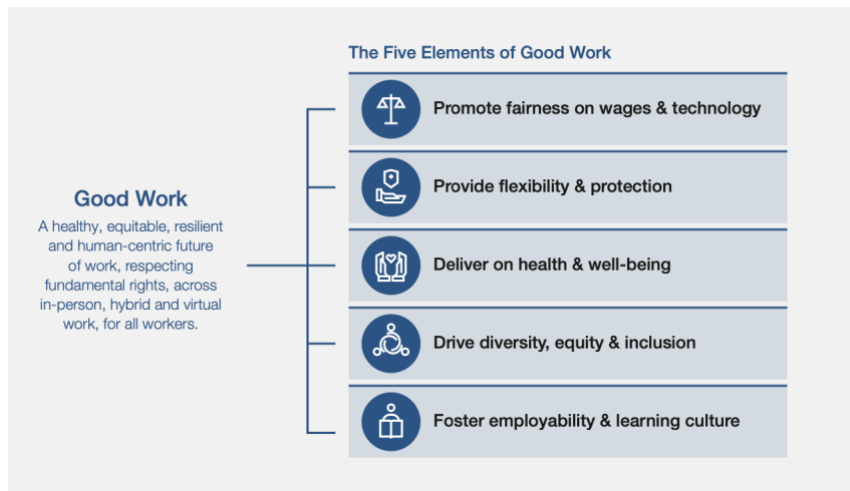 The Five Elements of Good Work
Promote fairness on wages & technology
Provide flexibility & protection
Good Work
A healthy, equitable, resilient
and human-centric future
of work, respecting
fundamental rights, across
in-person, hybrid and virtual
work, for all workers.
Deliver on health & well-being
Drive diversity, equity & inclusion
Foster employability & learning culture